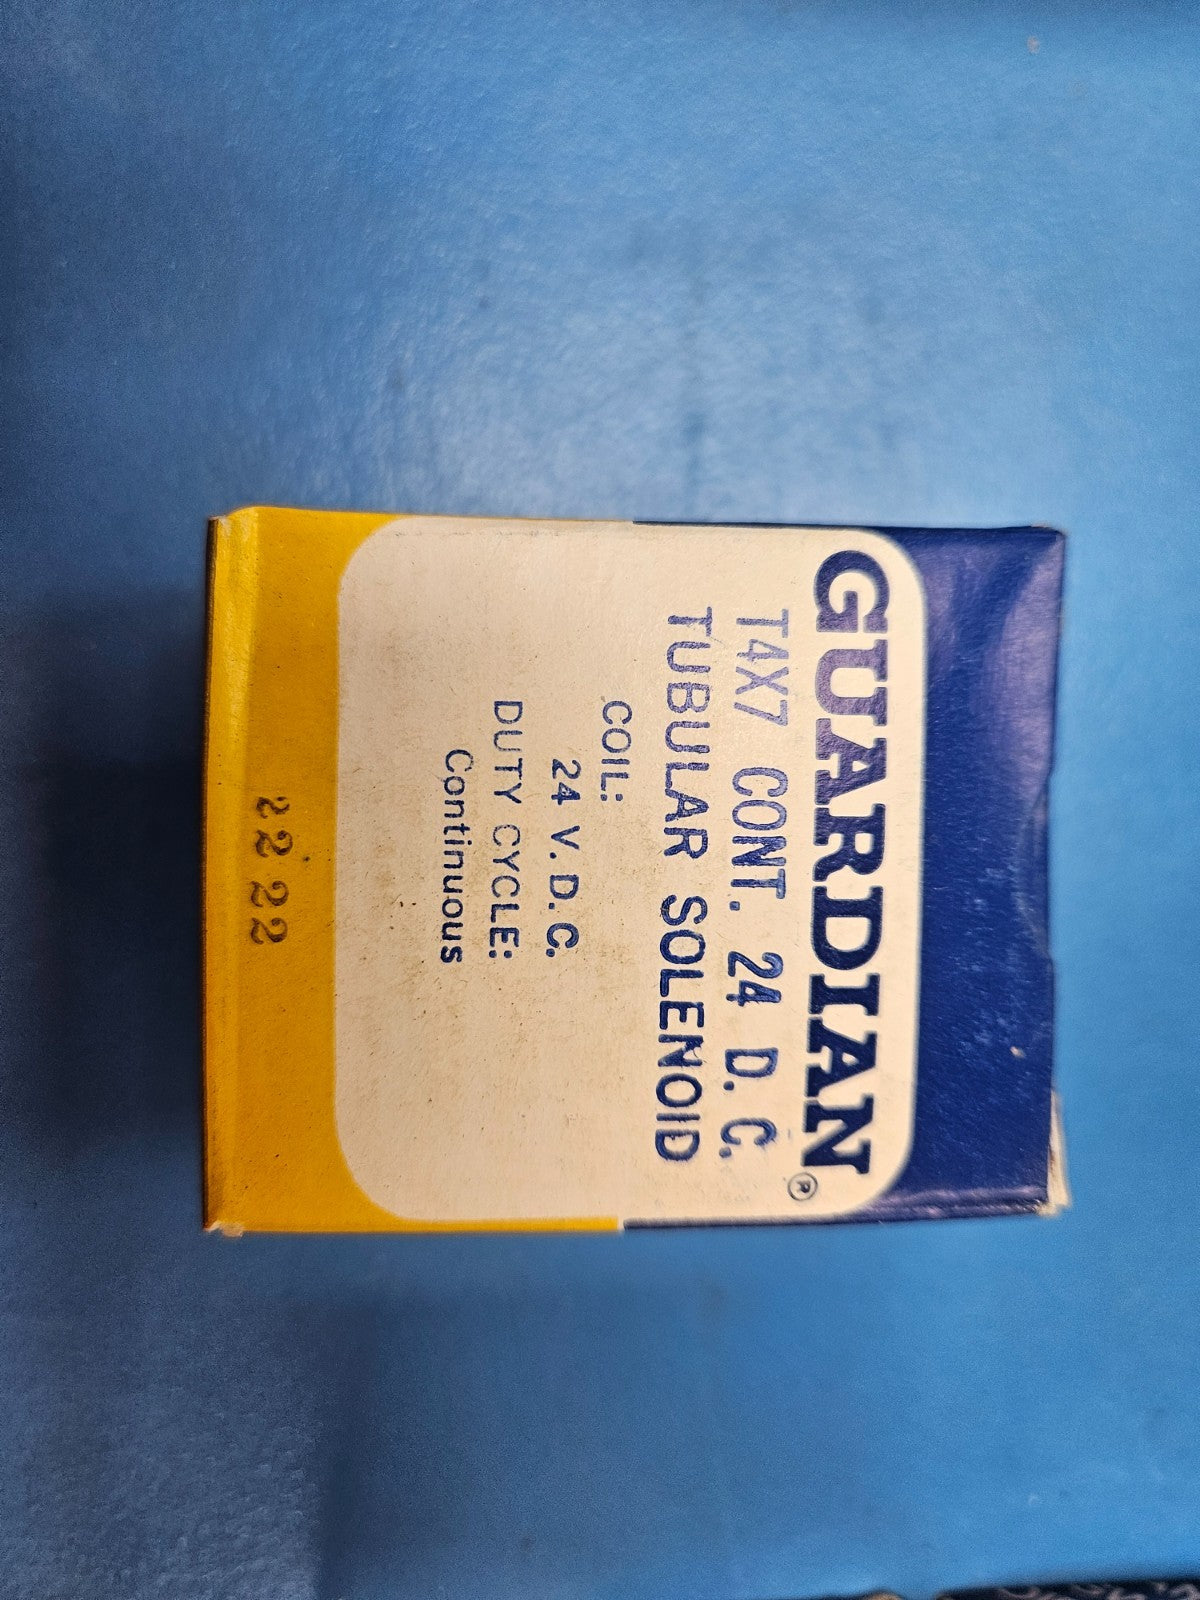 GUARDIAN®
T4X7 CONT. 24 D.C.
TUBULAR SOLENOID
COIL:
24 V.D.C.
DUTY CYCLE:
Continuous
2222